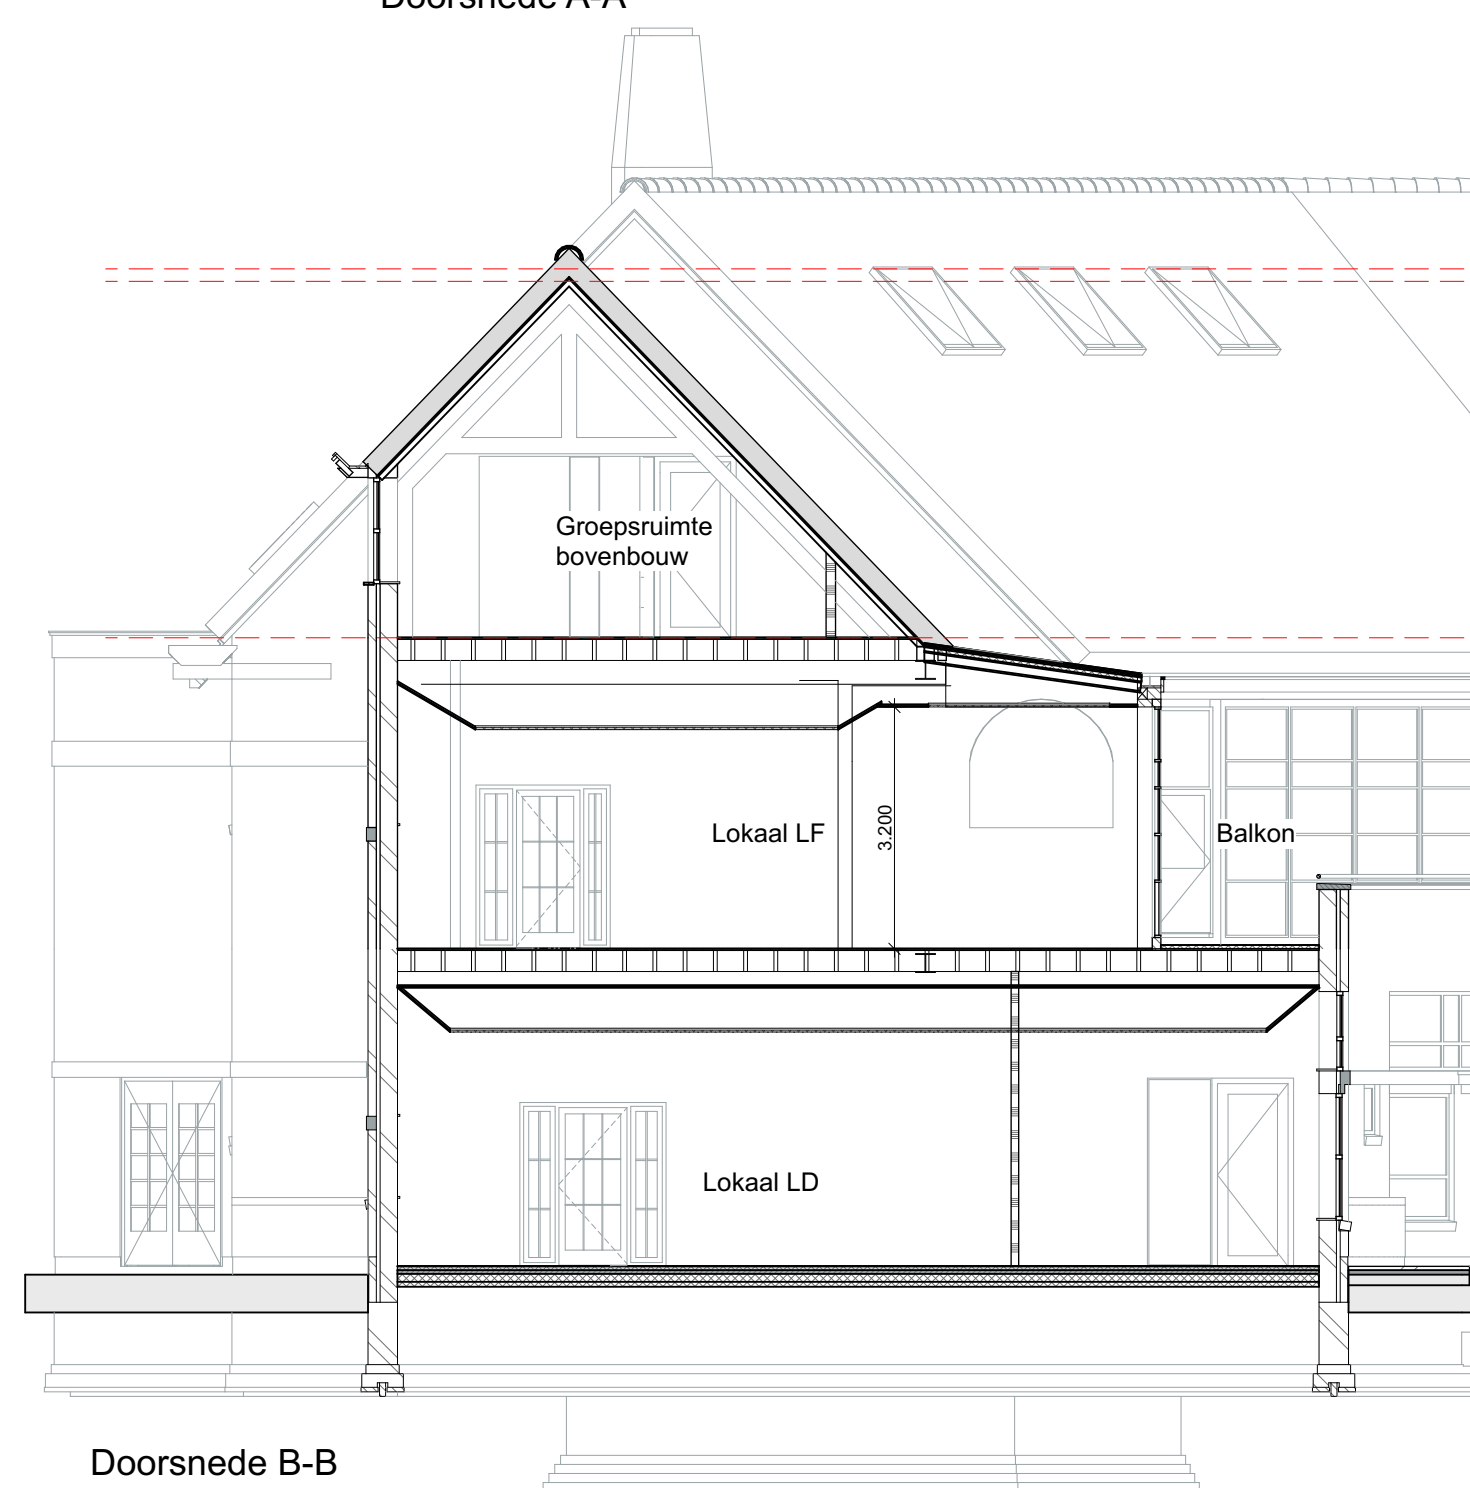 Doorsnede A-A
Groepsruimte
bovenbouw
Lokaal LF
3.200
Balkon
Lokaal LD
Doorsnede B-B